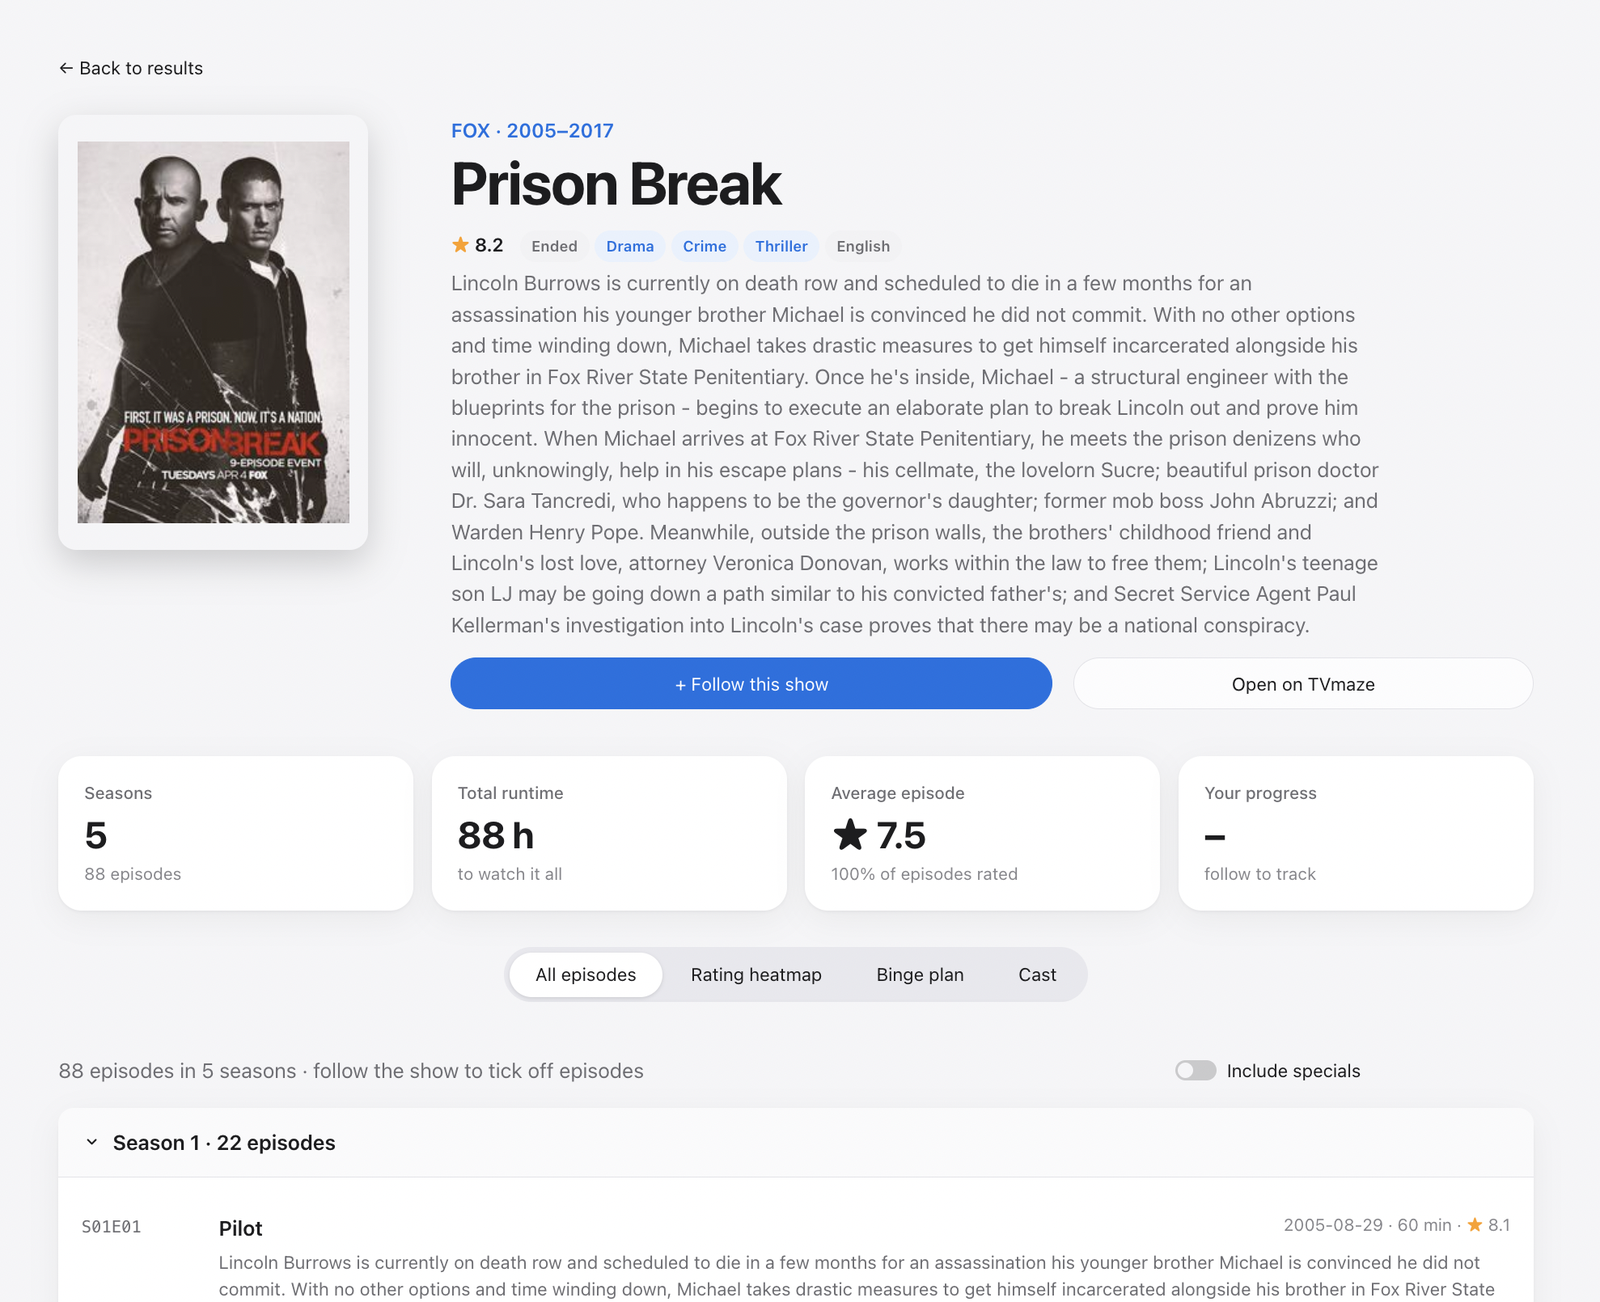 ← Back to results
FIRST, IT WAS A PRISON. NOW, IT'S A NATION.
PRISON BREAK
9-EPISODE EVENT
TUESDAYS APR 4 FOX
FOX · 2005–2017
Prison Break
★ 8.2 Ended Drama Crime Thriller English
Lincoln Burrows is currently on death row and scheduled to die in a few months for an
assassination his younger brother Michael is convinced he did not commit. With no other options
and time winding down, Michael takes drastic measures to get himself incarcerated alongside his
brother in Fox River State Penitentiary. Once he's inside, Michael - a structural engineer with the
blueprints for the prison - begins to execute an elaborate plan to break Lincoln out and prove him
innocent. When Michael arrives at Fox River State Penitentiary, he meets the prison denizens who
will, unknowingly, help in his escape plans - his cellmate, the lovelorn Sucre; beautiful prison doctor
Dr. Sara Tancredi, who happens to be the governor's daughter; former mob boss John Abruzzi; and
Warden Henry Pope. Meanwhile, outside the prison walls, the brothers' childhood friend and
Lincoln's lost love, attorney Veronica Donovan, works within the law to free them; Lincoln's teenage
son LJ may be going down a path similar to his convicted father's; and Secret Service Agent Paul
Kellerman's investigation into Lincoln's case proves that there may be a national conspiracy.
+ Follow this show
Open on TVmaze
Seasons
5
88 episodes
Total runtime
88 h
to watch it all
Average episode
★ 7.5
100% of episodes rated
Your progress
–
follow to track
All episodes Rating heatmap Binge plan Cast
88 episodes in 5 seasons · follow the show to tick off episodes
Include specials
Season 1 · 22 episodes
S01E01
Pilot
2005-08-29 · 60 min · ★ 8.1
Lincoln Burrows is currently on death row and scheduled to die in a few months for an assassination his younger brother Michael is convinced he did not
commit. With no other options and time winding down, Michael takes drastic measures to get himself incarcerated alongside his brother in Fox River State